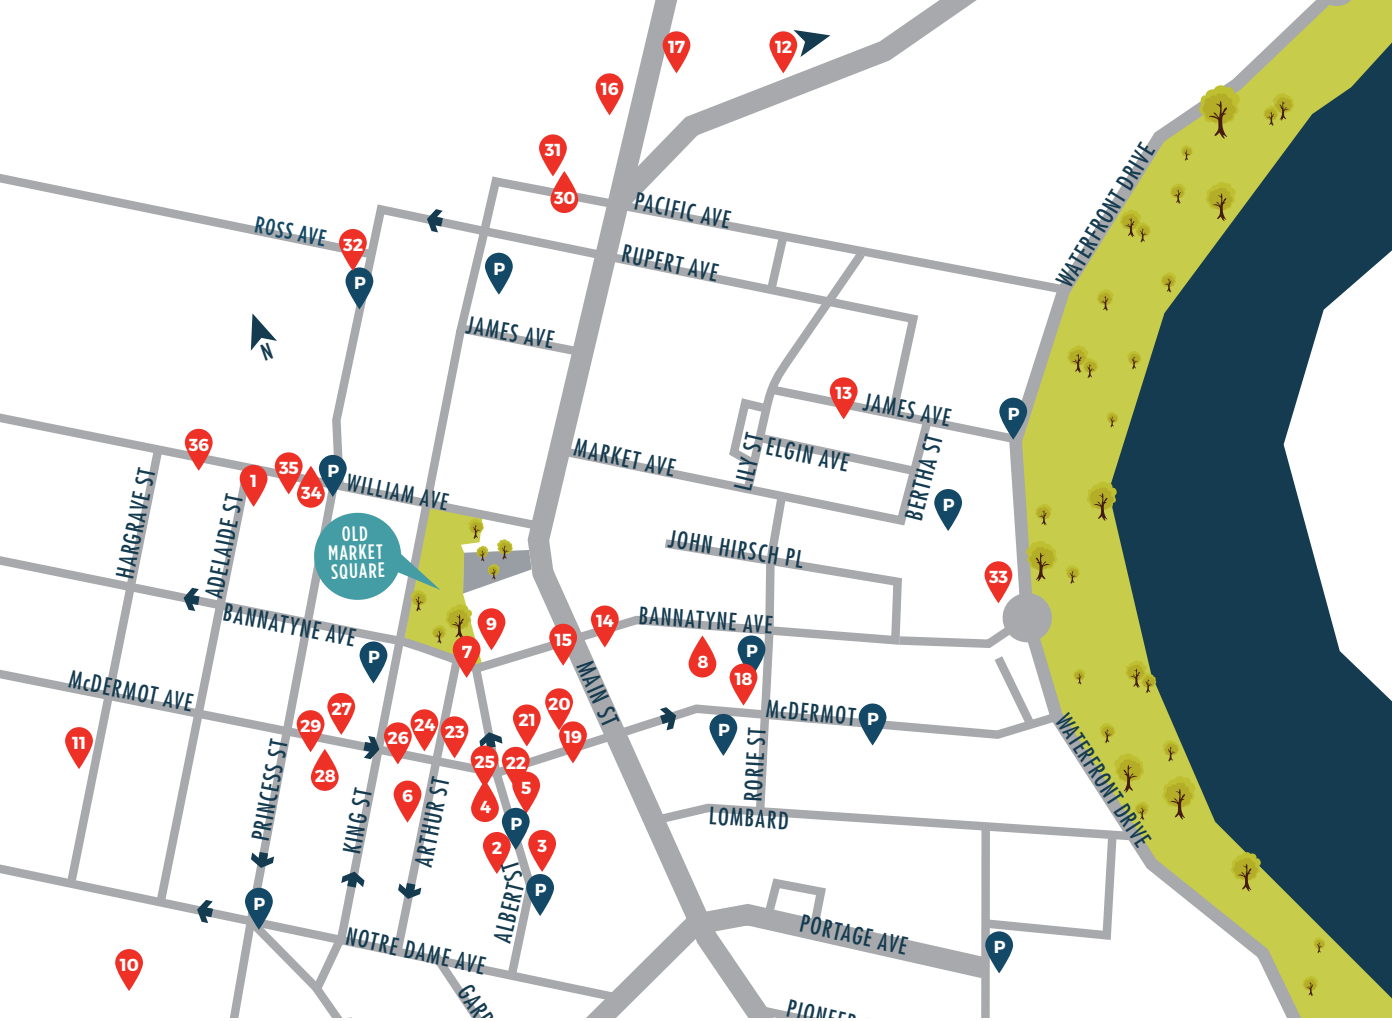 17
12
16
31
30
PACIFIC AVE
WATERFRONT DRIVE
ROSS AVE
32
P
P
RUPERT AVE
N
JAMES AVE
13
JAMES AVE
P
36
35
34
1
P
WILLIAM AVE
MARKET AVE
LILY ST
ELGIN AVE
BERTHA ST
P
HARGRAVE ST
ADELAIDE ST
OLD
MARKET
SQUARE
JOHN HIRSCH PL
33
BANNATYNE AVE
P
9
7
15
14
BANNATYNE AVE
8
P
18
MAIN ST
McDERMOT AVE
11
29
27
28
26
24
23
21
20
19
25
22
McDERMOT
P
P
RORIE ST
WATERFRONT DRIVE
PRINCESS ST
KING ST
6
ARTHUR ST
4
5
P
2
3
P
ALBERT ST
LOMBARD
P
10
NOTRE DAME AVE
PORTAGE AVE
P